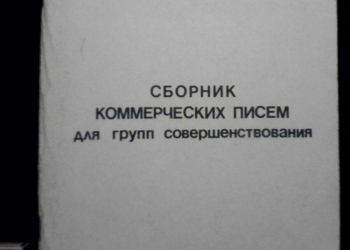 СБОРНИК
КОММЕРЧЕСКИХ ПИСЕМ
для групп совершенствования